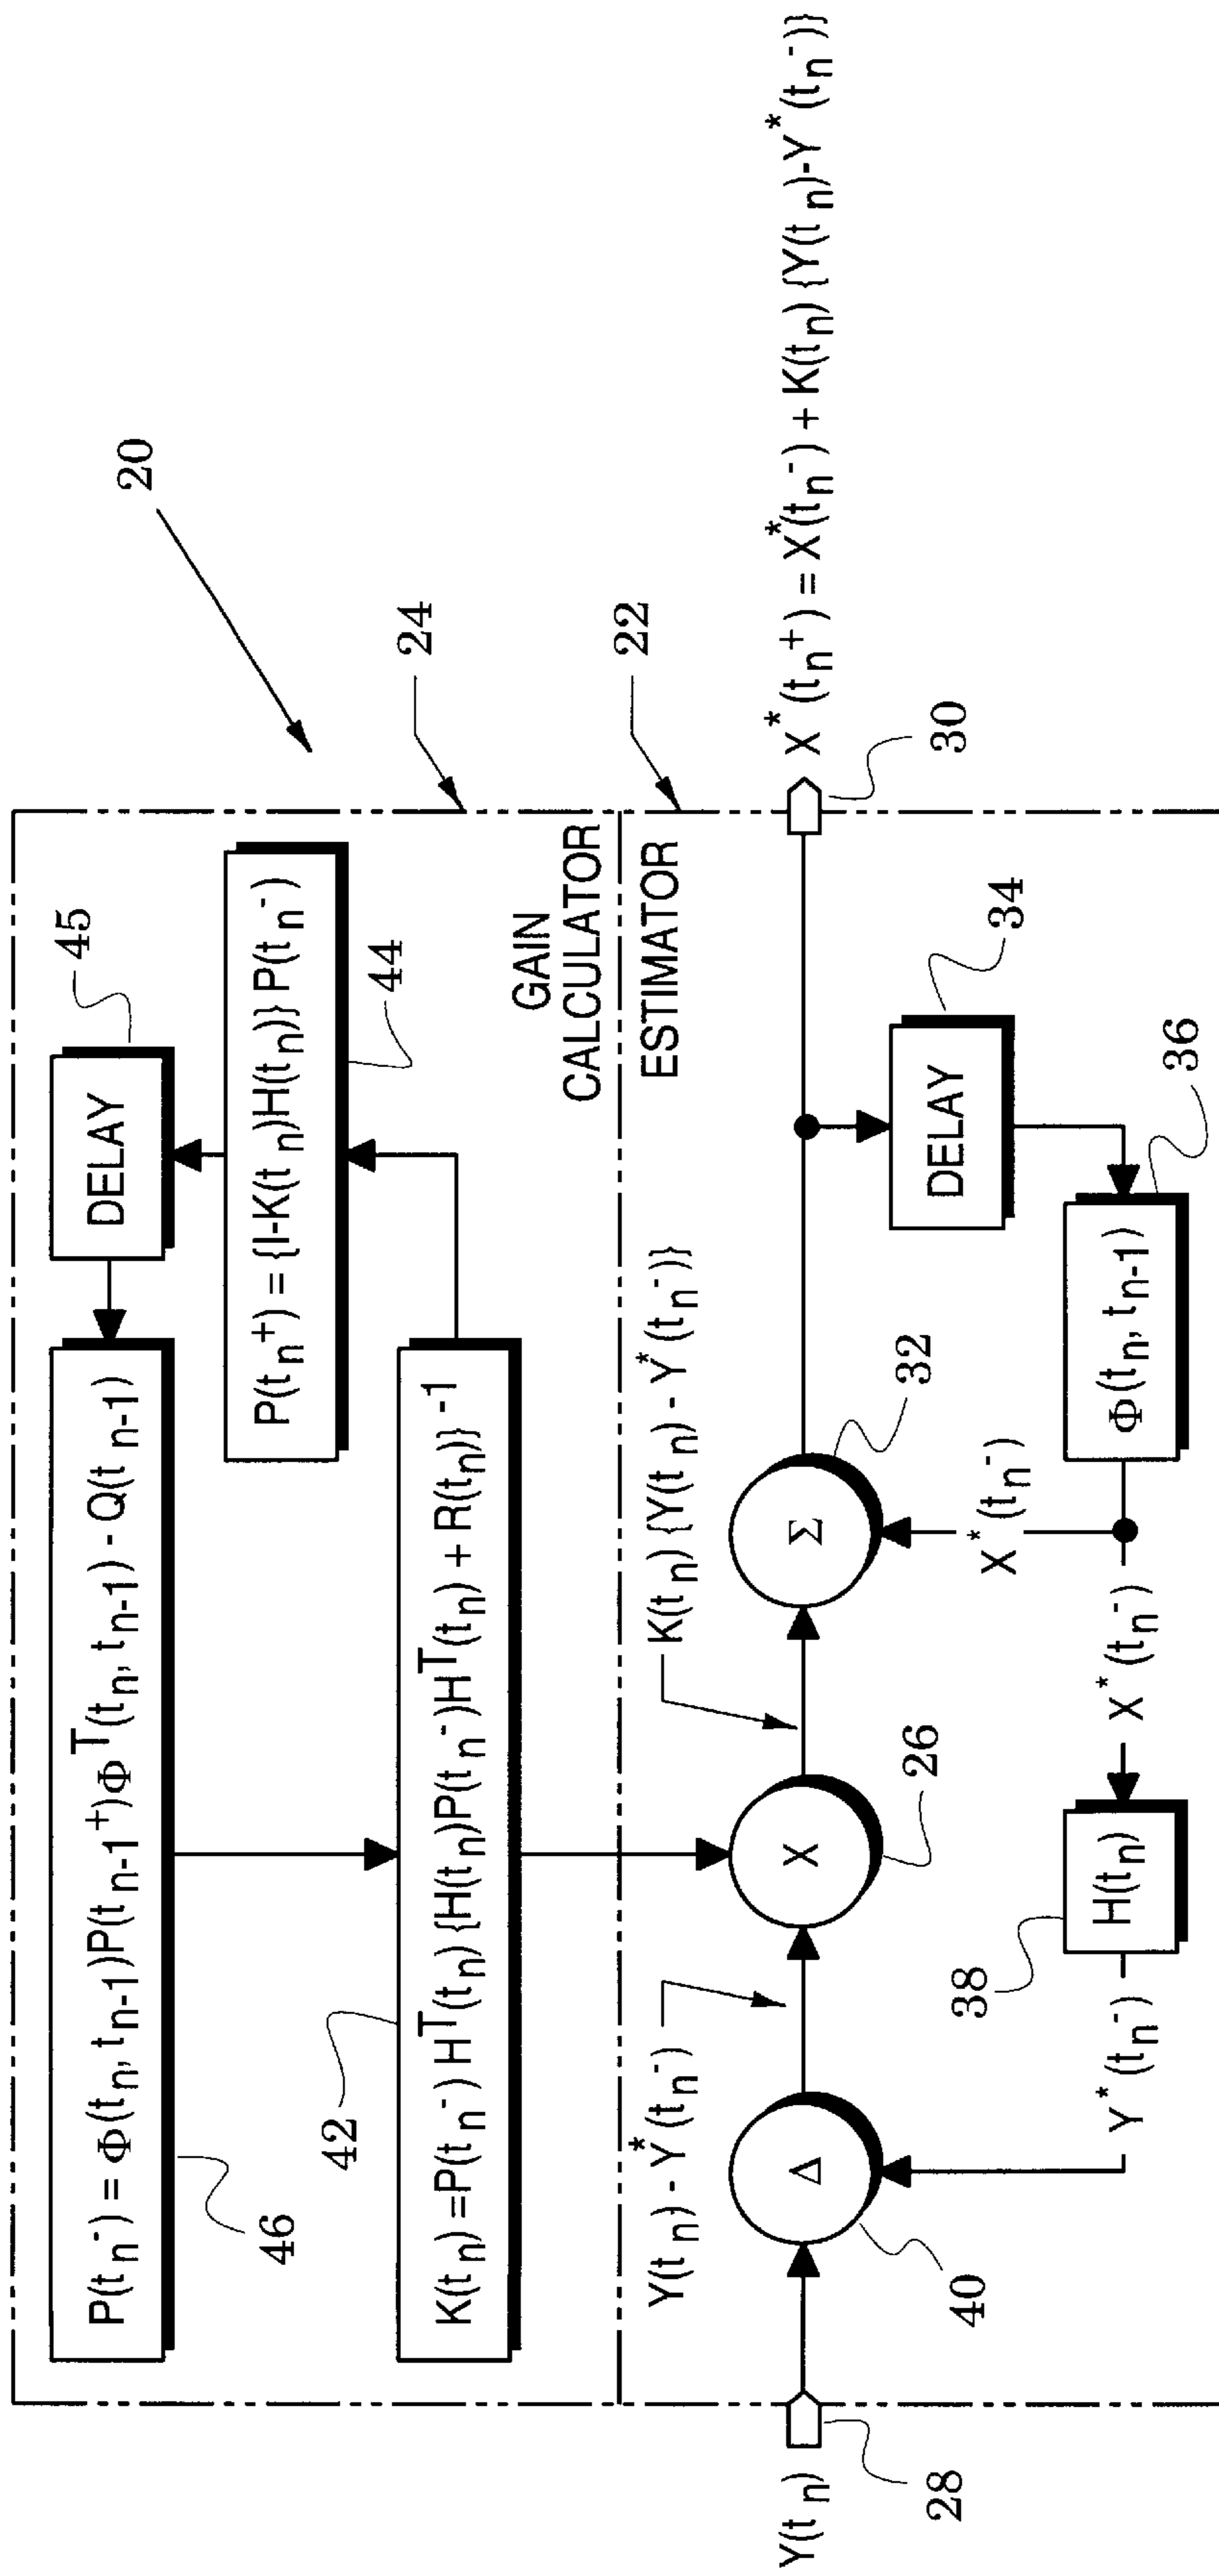 20
24
22
P(tₙ⁻) = Φ(tₙ, tₙ₋₁)P(tₙ₋₁⁺)Φᵀ(tₙ, tₙ₋₁) - Q(tₙ₋₁)
46
DELAY
45
P(tₙ⁺) = {I-K(tₙ)H(tₙ)} P(tₙ⁻)
44
42
K(tₙ) =P(tₙ⁻) Hᵀ(tₙ) {H(tₙ)P(tₙ⁻)Hᵀ(tₙ) + R(tₙ)} ⁻¹
GAIN
CALCULATOR
ESTIMATOR
Y(tₙ) - Y*(tₙ⁻)
K(tₙ) {Y(tₙ) - Y*(tₙ⁻)}
Y(tₙ)
28
Δ
40
X
26
Σ
32
30
X*(tₙ⁺) = X*(tₙ⁻) + K(tₙ) {Y(tₙ)-Y*(tₙ⁻)}
DELAY
34
X*(tₙ⁻)
Y*(tₙ⁻)
H(tₙ)
38
X*(tₙ⁻)
Φ(tₙ, tₙ₋₁)
36